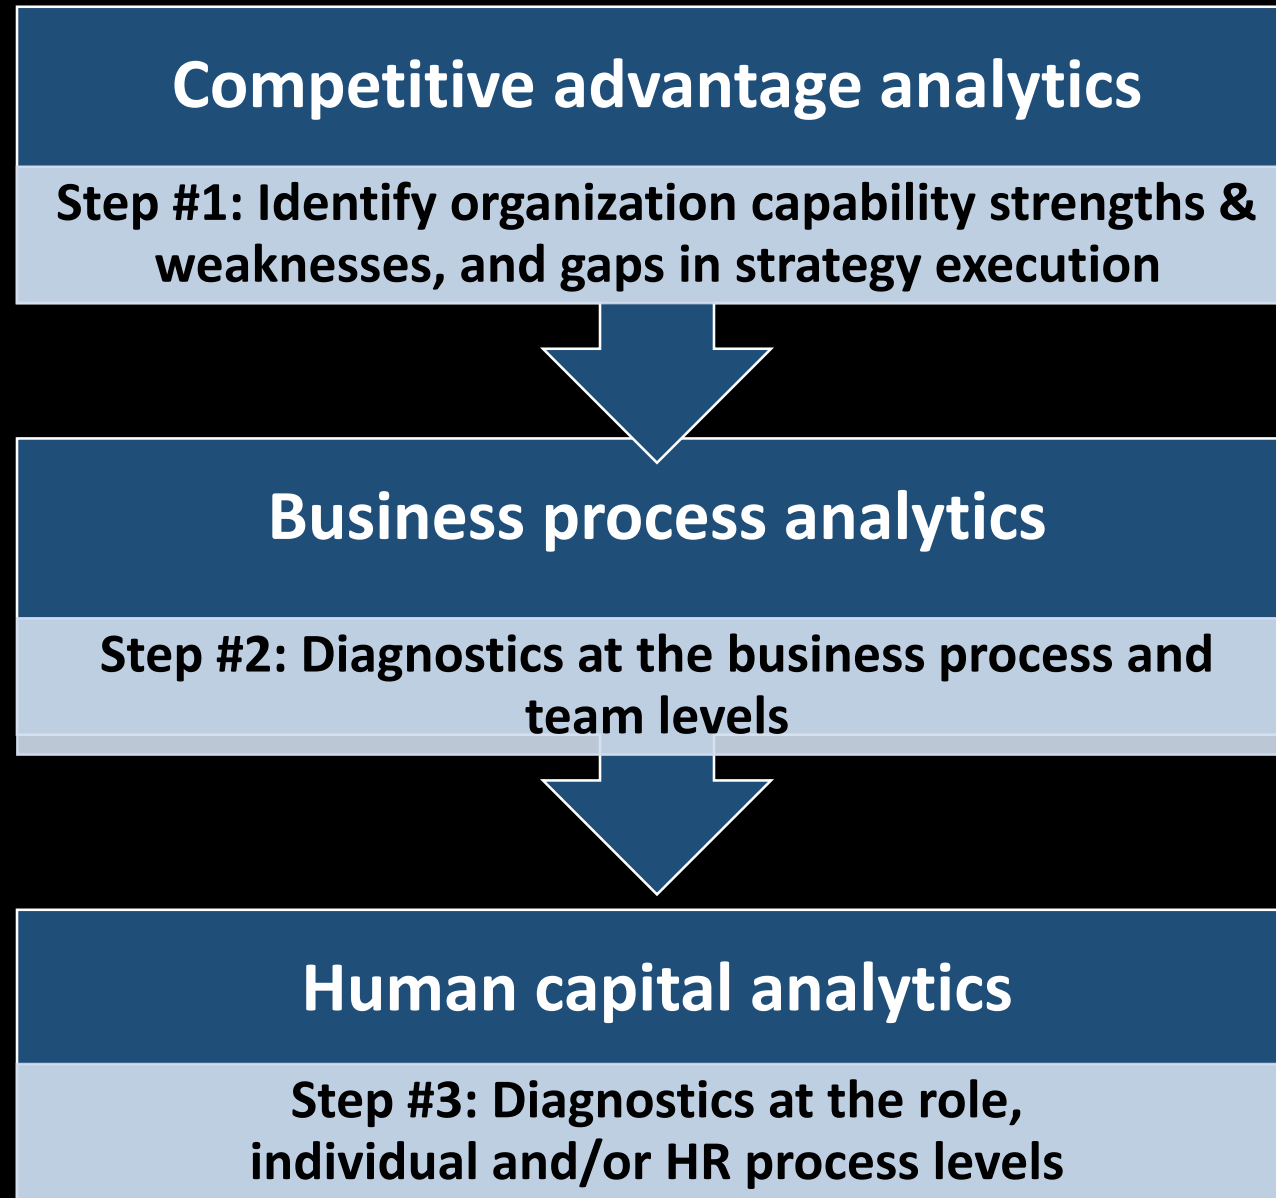 Competitive advantage analytics
Step #1: Identify organization capability strengths &
weaknesses, and gaps in strategy execution
Business process analytics
Step #2: Diagnostics at the business process and
team levels
Human capital analytics
Step #3: Diagnostics at the role,
individual and/or HR process levels